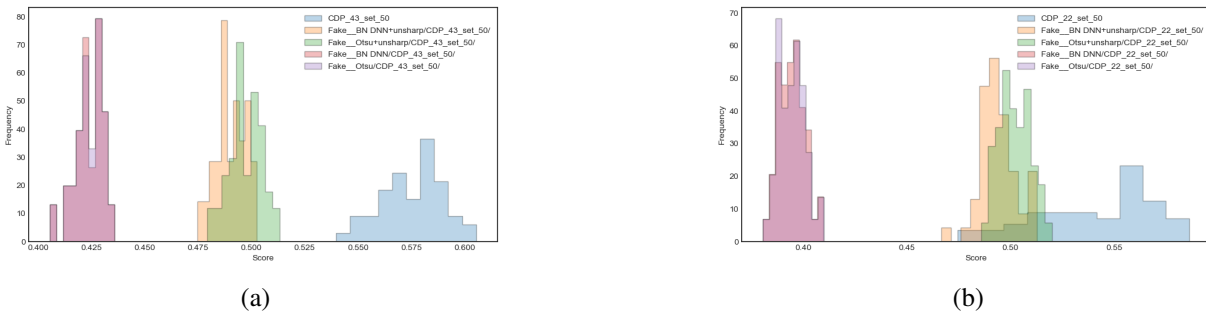 CDP_43_set_50
Fake__BN DNN+unsharp/CDP_43_set_50/
Fake__Otsu+unsharp/CDP_43_set_50/
Fake__BN DNN/CDP_43_set_50/
Fake__Otsu/CDP_43_set_50/
80
70
60
50
40
30
20
10
0
Frequency
0.400 0.425 0.450 0.475 0.500 0.525 0.550 0.575 0.600
Score
(a)
CDP_22_set_50
Fake__BN DNN+unsharp/CDP_22_set_50/
Fake__Otsu+unsharp/CDP_22_set_50/
Fake__BN DNN/CDP_22_set_50/
Fake__Otsu/CDP_22_set_50/
70
60
50
40
30
20
10
0
Frequency
0.40 0.45 0.50 0.55
Score
(b)